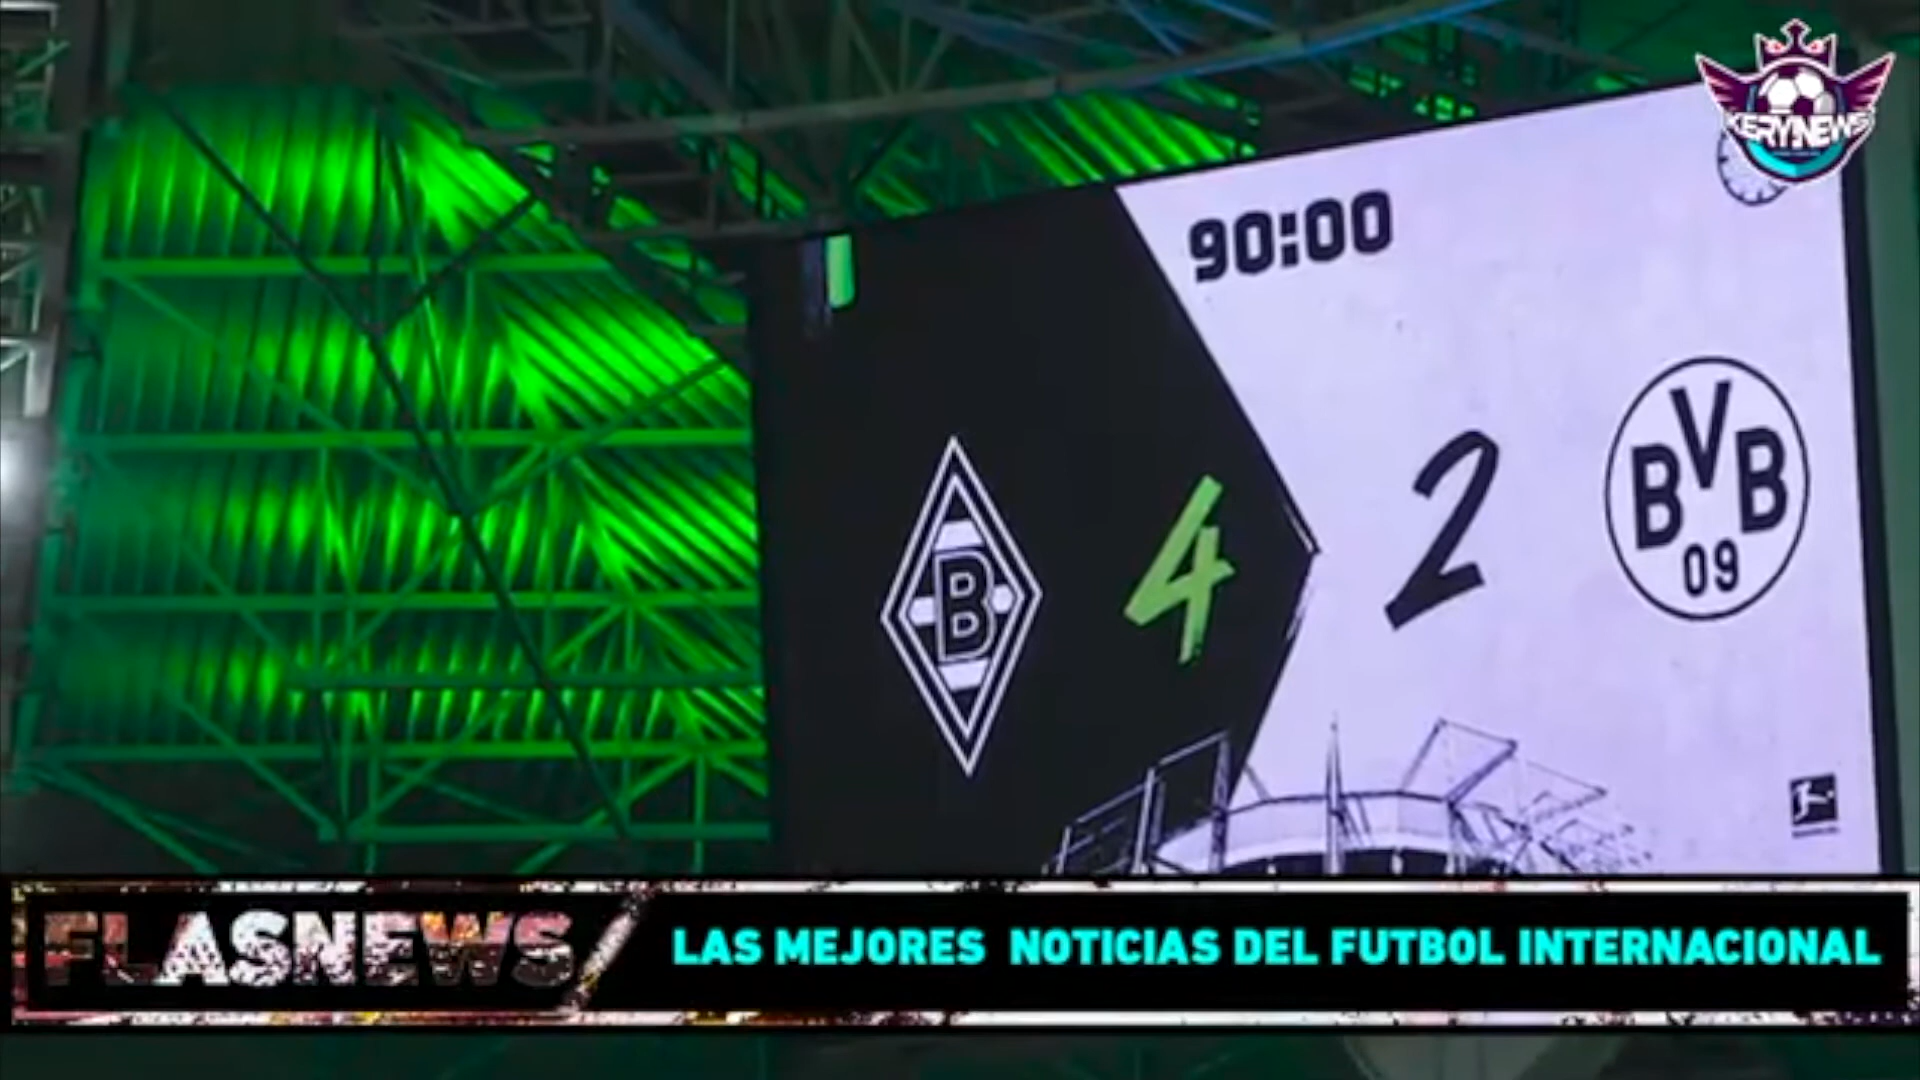 KERYNEWS
90:00
B 4 2 BVB 09
FLASNEWS
LAS MEJORES NOTICIAS DEL FUTBOL INTERNACIONAL